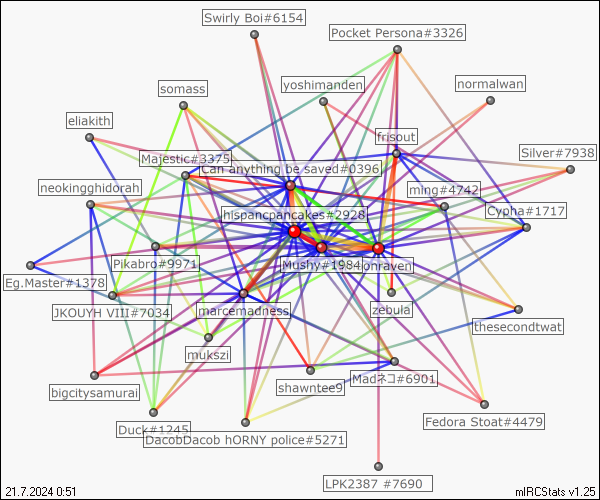 Swirly Boi#6154
Pocket Persona#3326
yoshimanden
normalwan
somass
eliakith
frisout
Silver#7938
Majestic#3375
Can anything be saved#0396
neokingghidorah
ming#4742
hispancpancakes#2928
Cypha#1717
Pikabro#9971
Mushy#1984
onraven
Eg.Master#1378
JKOUYH VIII#7034
marcemadness
zebula
thesecondtwat
mukszi
bigcitysamurai
shawntee9
Madネコ#6901
Duck#1245
DacobDacob hORNY police#5271
Fedora Stoat#4479
LPK2387 #7690
21.7.2024 0:51
mIRCStats v1.25